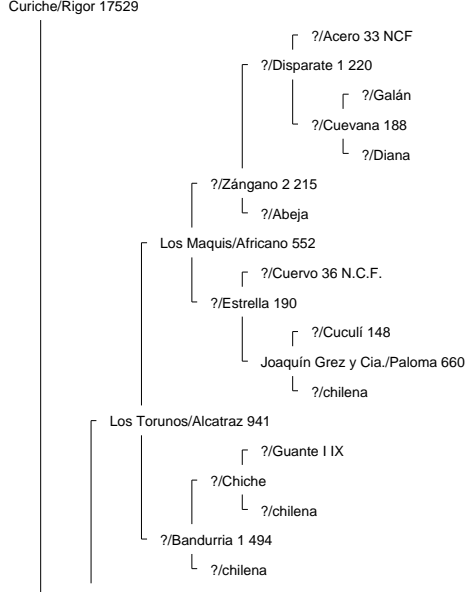 Curiche/Rigor 17529
?/Acero 33 NCF
?/Disparate 1 220
?/Galán
?/Cuevana 188
?/Diana
?/Zángano 2 215
?/Abeja
Los Maquis/Africano 552
?/Cuervo 36 N.C.F.
?/Estrella 190
?/Cuculí 148
Joaquín Grez y Cia./Paloma 660
?/chilena
Los Torunos/Alcatraz 941
?/Guante I IX
?/Chiche
?/chilena
?/Bandurria 1 494
?/chilena